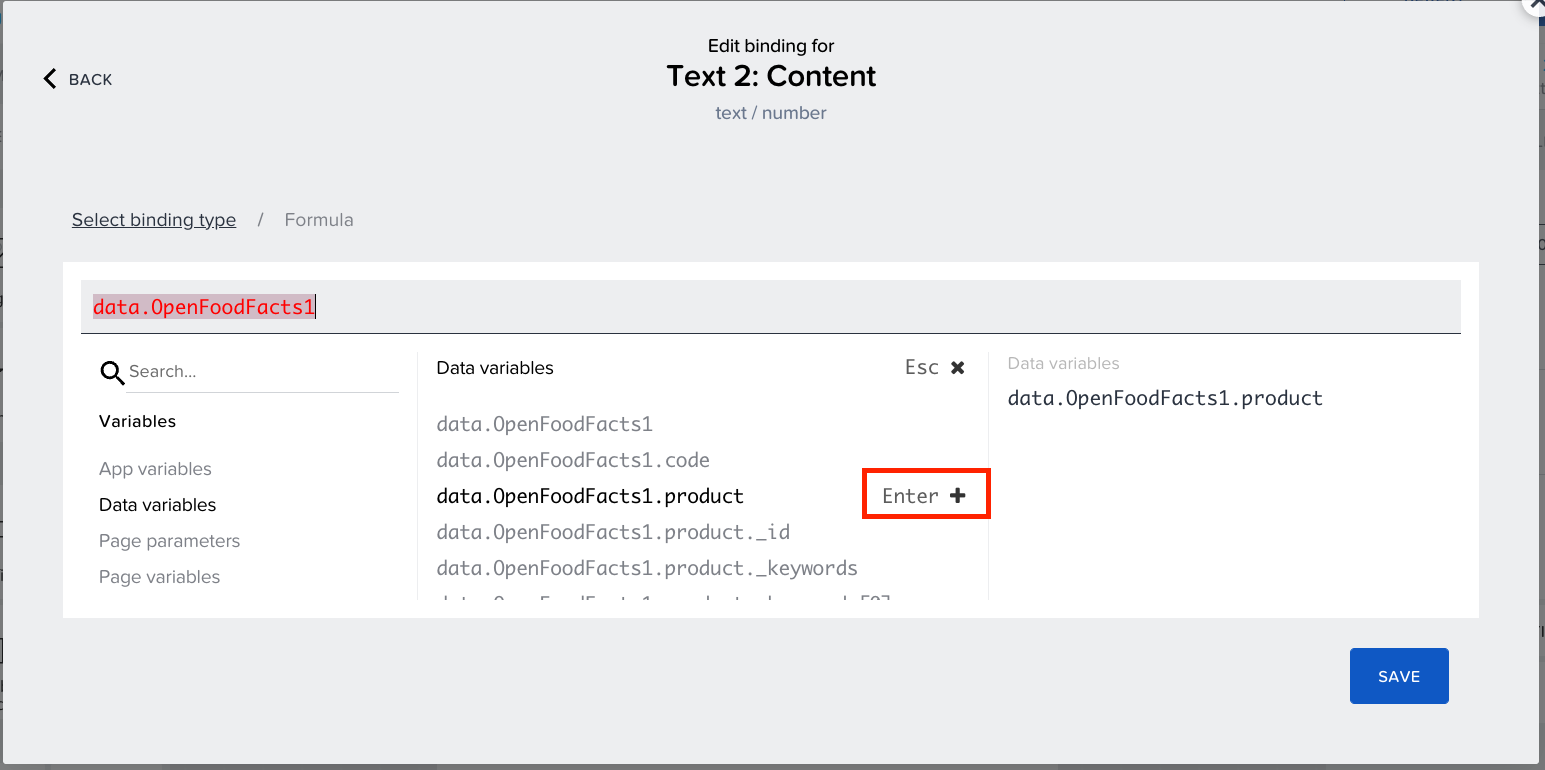 Edit binding for
BACK
Text 2: Content
text / number
Select binding type / Formula
data.OpenFoodFacts1
Search...
Variables
App variables
Data variables
Page parameters
Page variables
Data variables
Esc ✖
data.OpenFoodFacts1
data.OpenFoodFacts1.code
data.OpenFoodFacts1.product
Enter ✚
data.OpenFoodFacts1.product._id
data.OpenFoodFacts1.product._keywords
Data variables
data.OpenFoodFacts1.product
SAVE